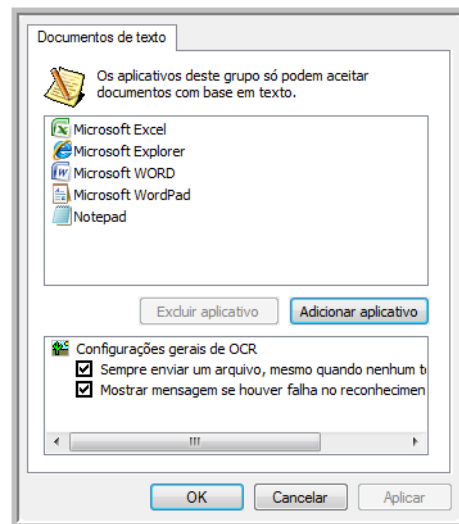 Documentos de texto
Os aplicativos deste grupo só podem aceitar
documentos com base em texto.
Microsoft Excel
Microsoft Explorer
Microsoft WORD
Microsoft WordPad
Notepad
Excluir aplicativo Adicionar aplicativo
Configurações gerais de OCR
Sempre enviar um arquivo, mesmo quando nenhum t
Mostrar mensagem se houver falha no reconhecimen
OK Cancelar Aplicar